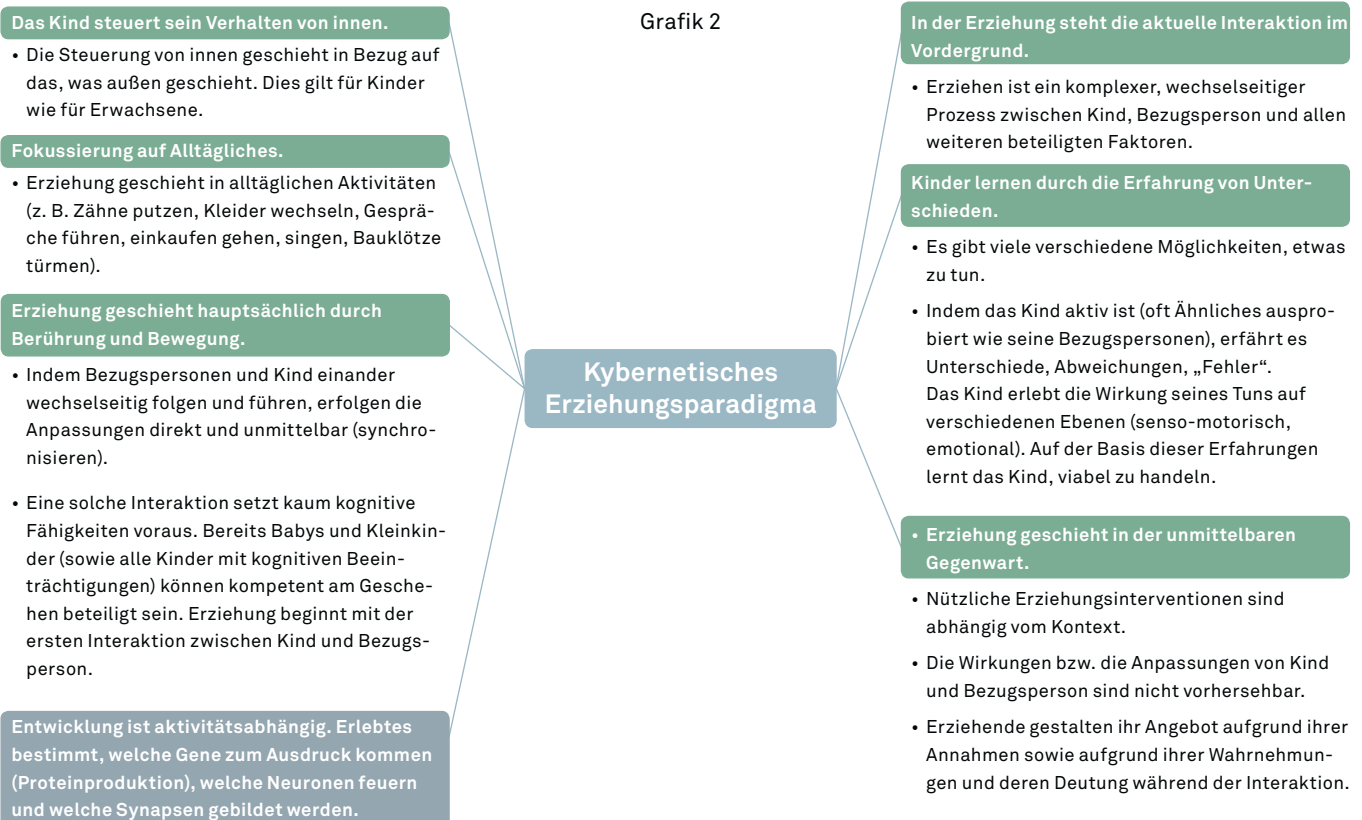 Grafik 2
Das Kind steuert sein Verhalten von innen.
• Die Steuerung von innen geschieht in Bezug auf
das, was außen geschieht. Dies gilt für Kinder
wie für Erwachsene.
Fokussierung auf Alltägliches.
• Erziehung geschieht in alltäglichen Aktivitäten
(z. B. Zähne putzen, Kleider wechseln, Gesprä-
che führen, einkaufen gehen, singen, Bauklötze
türmen).
Erziehung geschieht hauptsächlich durch
Berührung und Bewegung.
• Indem Bezugspersonen und Kind einander
wechselseitig folgen und führen, erfolgen die
Anpassungen direkt und unmittelbar (synchro-
nisieren).
• Eine solche Interaktion setzt kaum kognitive
Fähigkeiten voraus. Bereits Babys und Kleinkin-
der (sowie alle Kinder mit kognitiven Beein-
trächtigungen) können kompetent am Gesche-
hen beteiligt sein. Erziehung beginnt mit der
ersten Interaktion zwischen Kind und Bezugs-
person.
Entwicklung ist aktivitätsabhängig. Erlebtes
bestimmt, welche Gene zum Ausdruck kommen
(Proteinproduktion), welche Neuronen feuern
und welche Synapsen gebildet werden.
Kybernetisches
Erziehungsparadigma
In der Erziehung steht die aktuelle Interaktion im
Vordergrund.
• Erziehen ist ein komplexer, wechselseitiger
Prozess zwischen Kind, Bezugsperson und allen
weiteren beteiligten Faktoren.
Kinder lernen durch die Erfahrung von Unter-
schieden.
• Es gibt viele verschiedene Möglichkeiten, etwas
zu tun.
• Indem das Kind aktiv ist (oft Ähnliches auspro-
biert wie seine Bezugspersonen), erfährt es
Unterschiede, Abweichungen, „Fehler“.
Das Kind erlebt die Wirkung seines Tuns auf
verschiedenen Ebenen (senso-motorisch,
emotional). Auf der Basis dieser Erfahrungen
lernt das Kind, viabel zu handeln.
• Erziehung geschieht in der unmittelbaren
Gegenwart.
• Nützliche Erziehungsinterventionen sind
abhängig vom Kontext.
• Die Wirkungen bzw. die Anpassungen von Kind
und Bezugsperson sind nicht vorhersehbar.
• Erziehende gestalten ihr Angebot aufgrund ihrer
Annahmen sowie aufgrund ihrer Wahrnehmun-
gen und deren Deutung während der Interaktion.